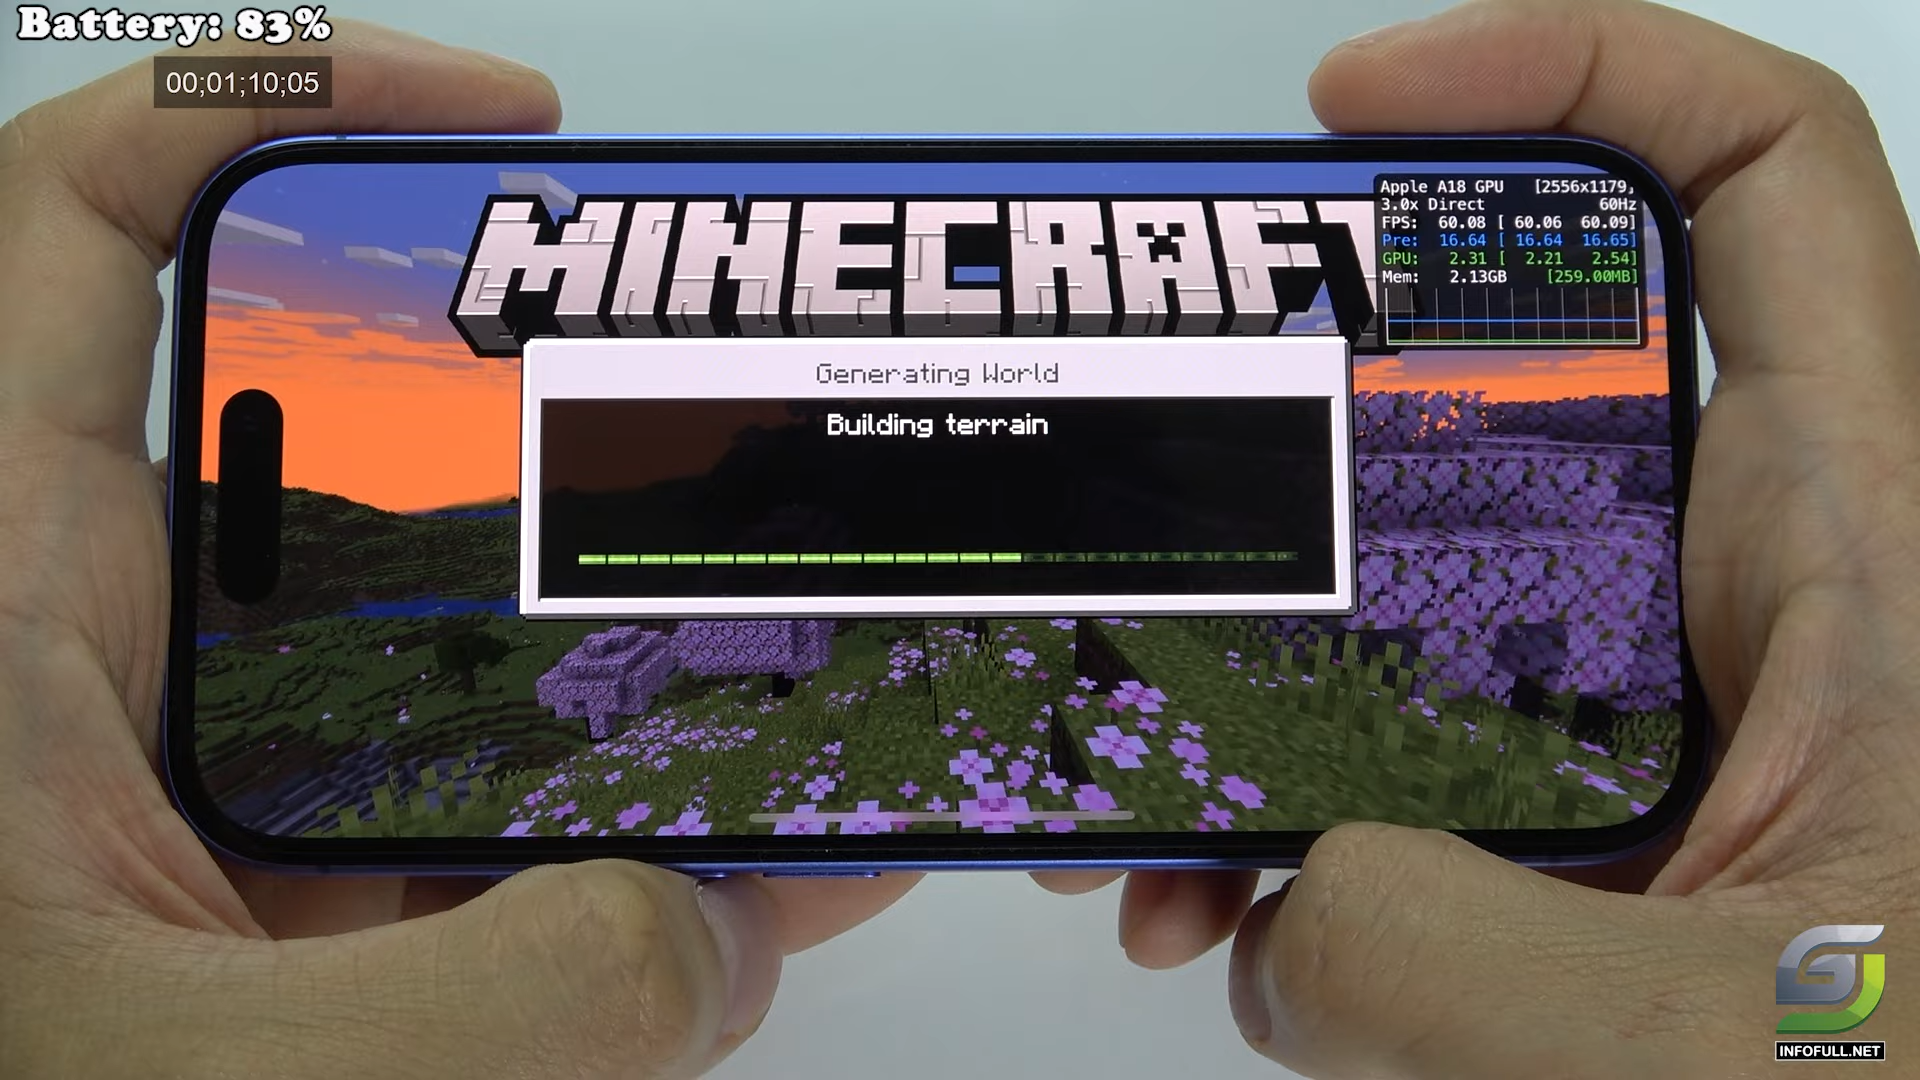 Battery: 83%
00;01;10;05
MINECRAFT
Apple A18 GPU [2556x1179]
3.0x Direct 60Hz
FPS: 60.08 [ 60.06 60.09]
Pre: 16.64 [ 16.64 16.65]
GPU: 2.31 [ 2.21 2.54]
Mem: 2.13GB [259.00MB]
Generating World
Building terrain
INFOFULL.NET